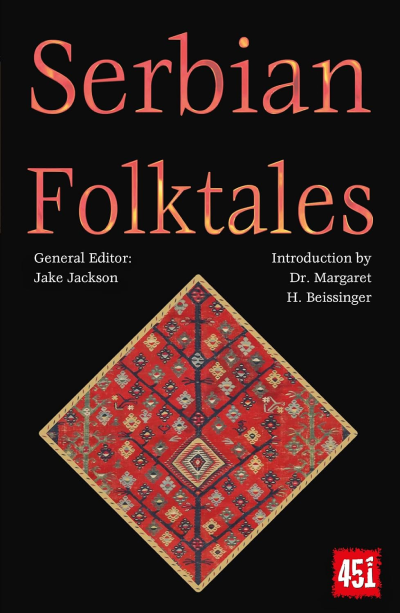 Serbian
Folktales
General Editor:
Jake Jackson
Introduction by
Dr. Margaret
H. Beissinger
451